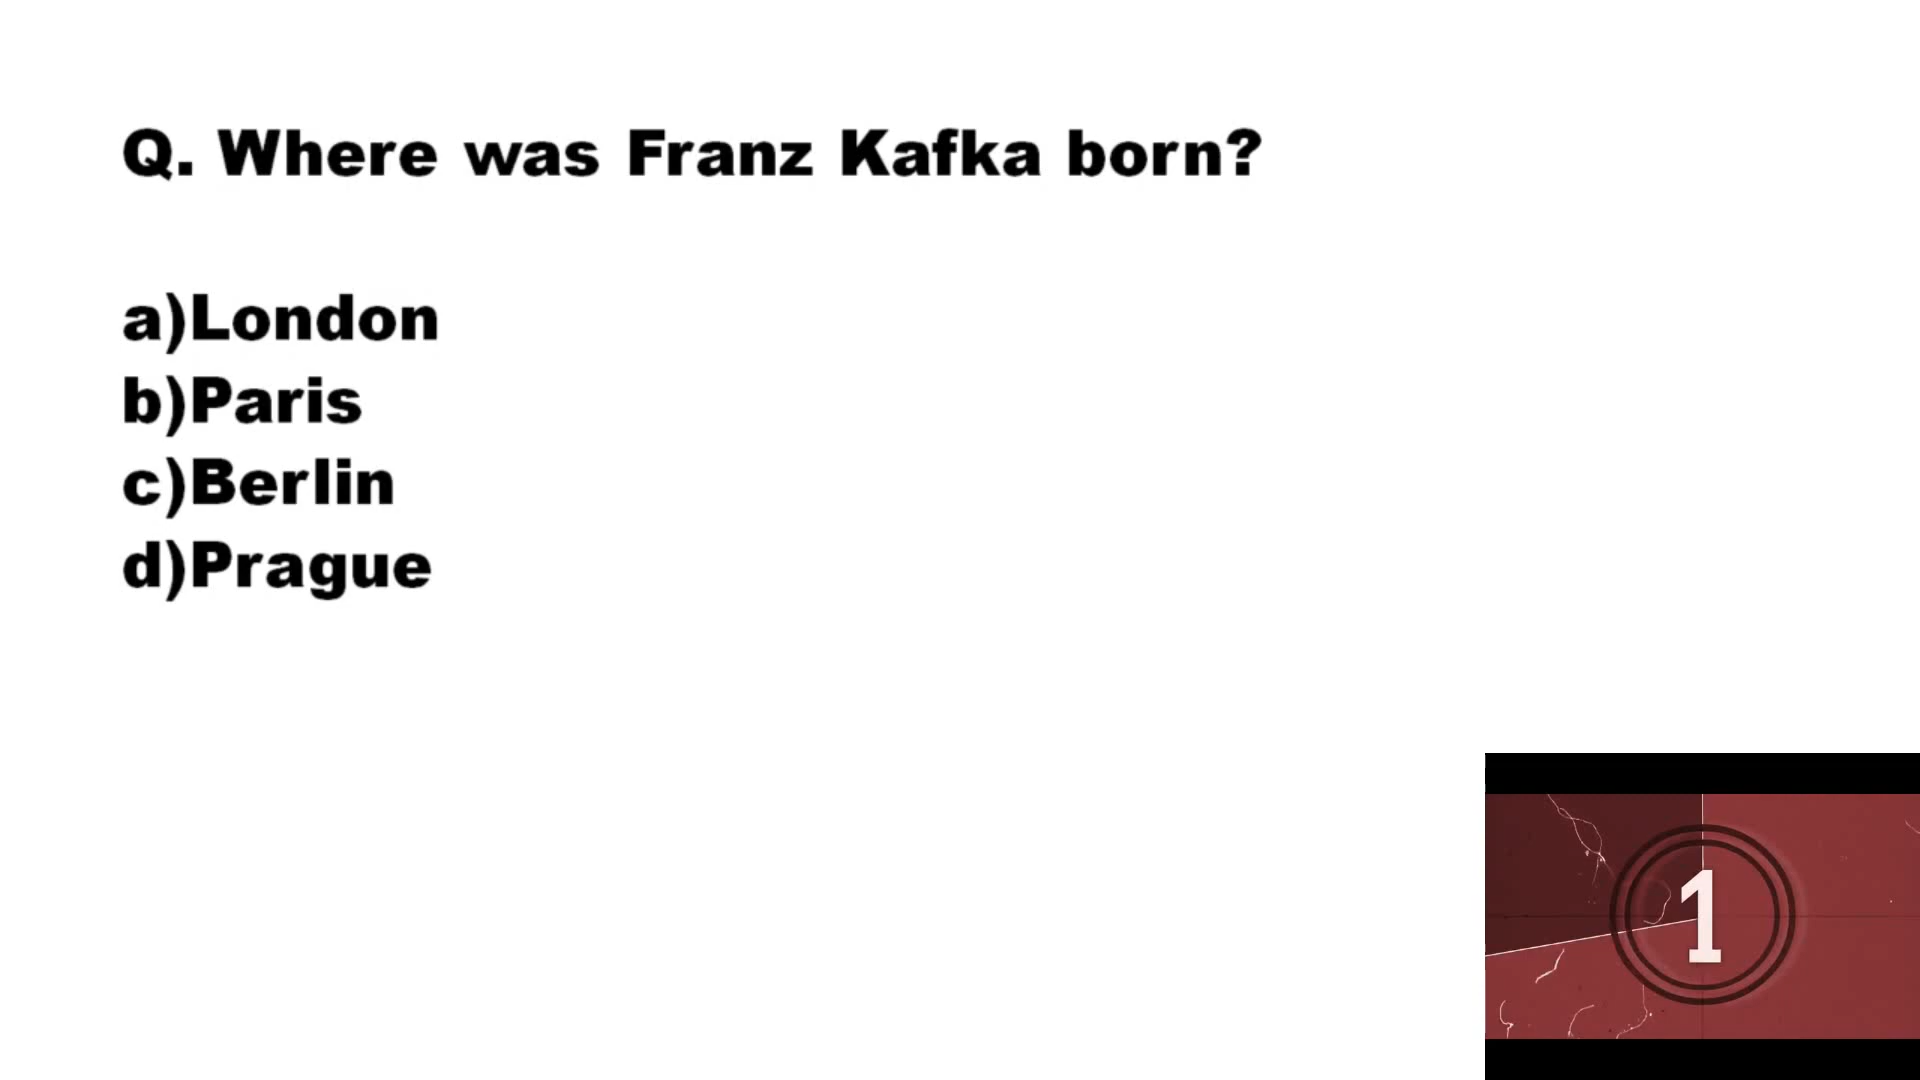 Q. Where was Franz Kafka born?
a)London
b)Paris
c)Berlin
d)Prague
1